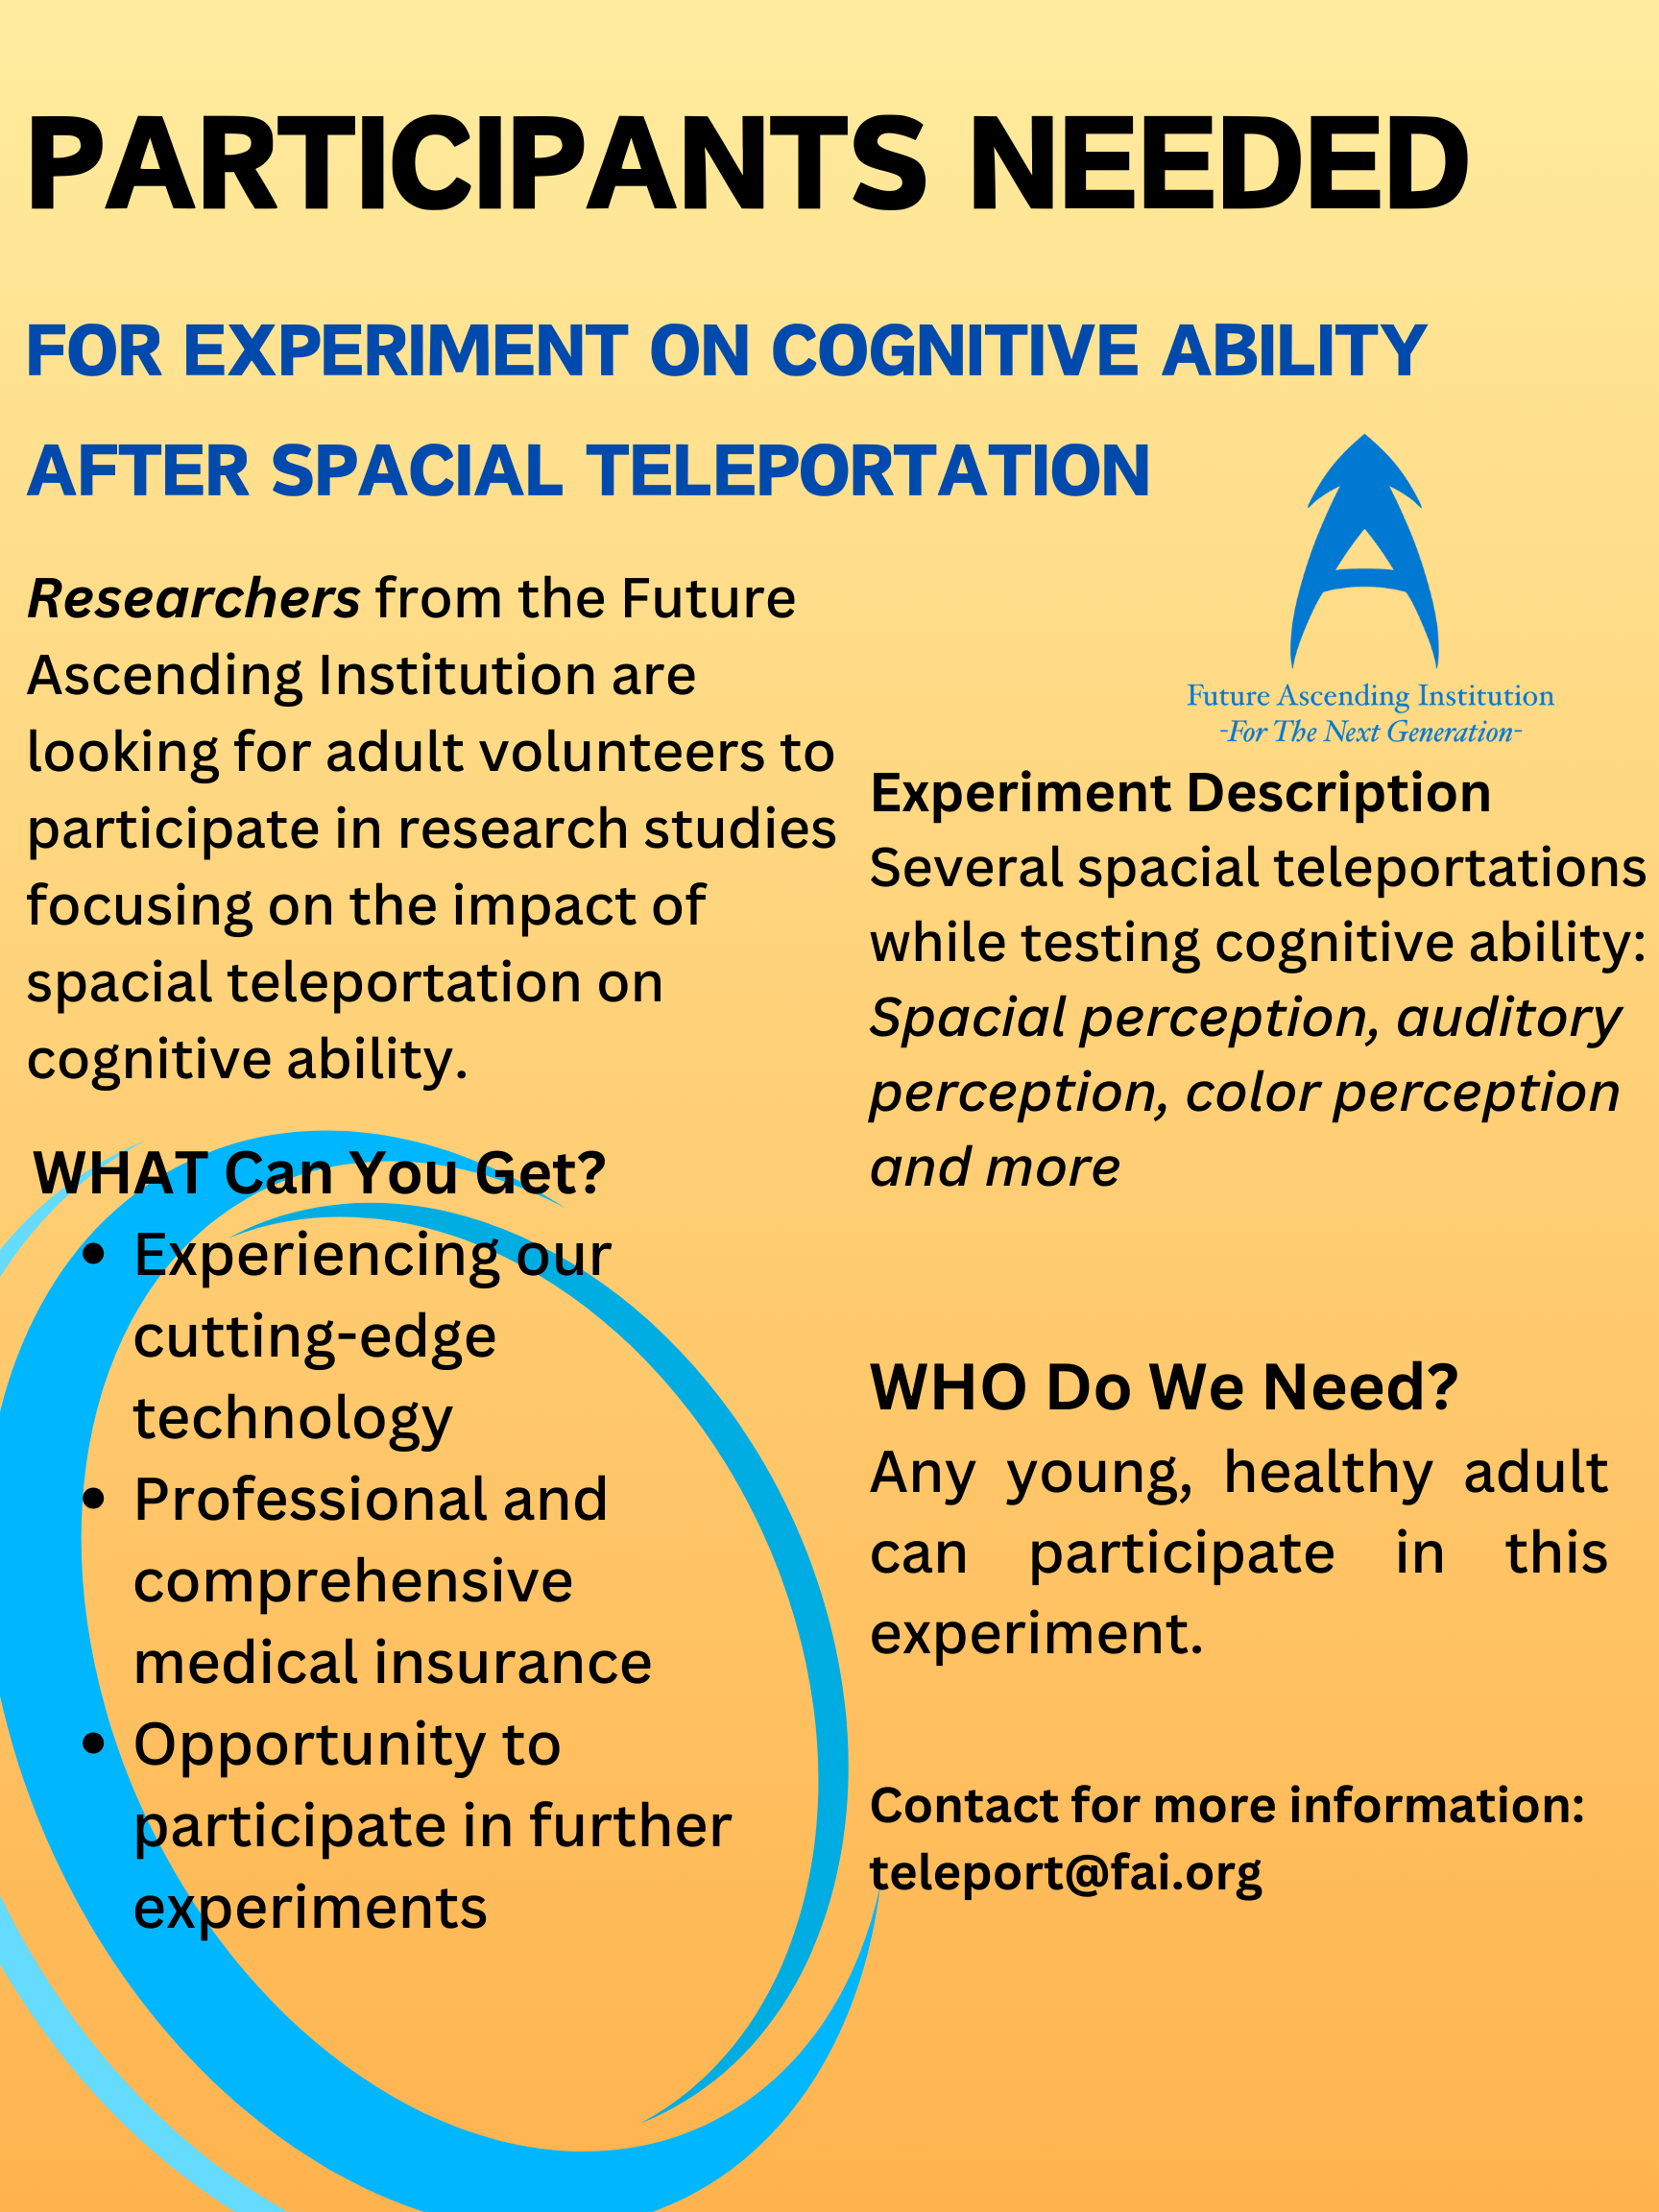 PARTICIPANTS NEEDED
FOR EXPERIMENT ON COGNITIVE ABILITY
AFTER SPACIAL TELEPORTATION
Researchers from the Future
Ascending Institution are
looking for adult volunteers to
participate in research studies
focusing on the impact of
spacial teleportation on
cognitive ability.
WHAT Can You Get?
• Experiencing our
cutting-edge
technology
• Professional and
comprehensive
medical insurance
• Opportunity to
participate in further
experiments
Future Ascending Institution
-For The Next Generation-
Experiment Description
Several spacial teleportations
while testing cognitive ability:
Spacial perception, auditory
perception, color perception
and more
WHO Do We Need?
Any young, healthy adult
can participate in this
experiment.
Contact for more information:
teleport@fai.org